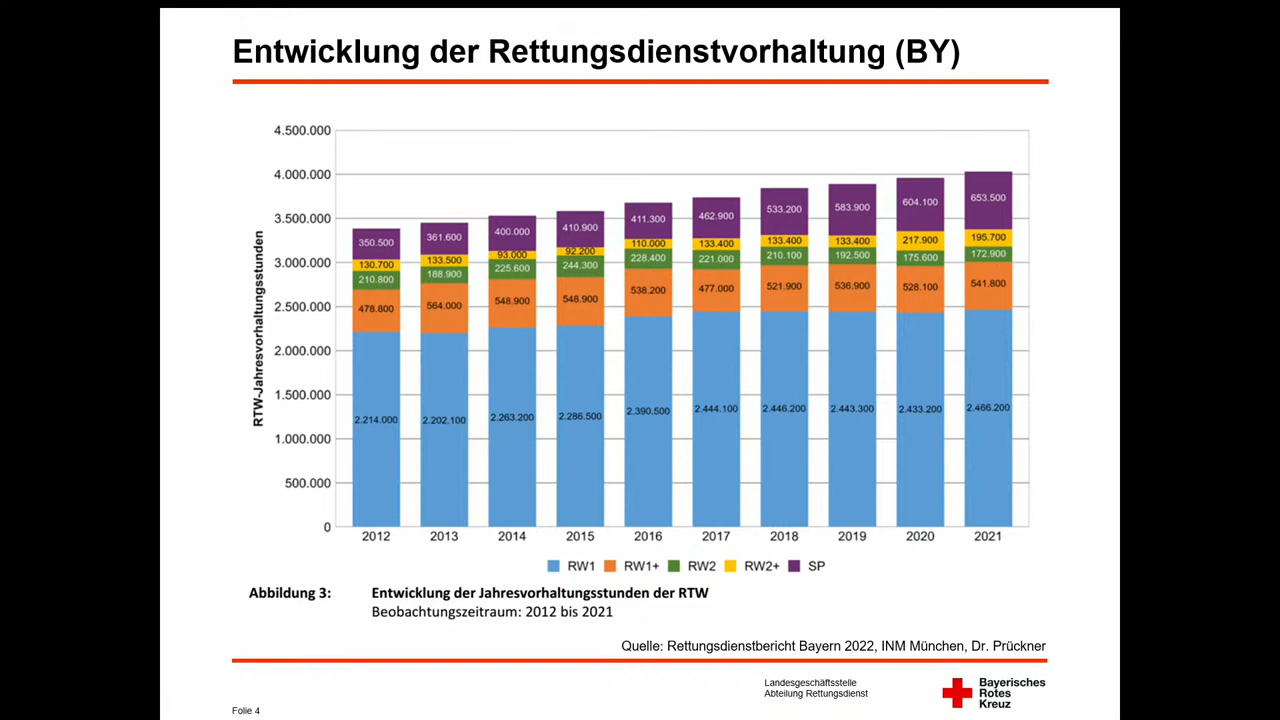 Entwicklung der Rettungsdienstvorhaltung (BY)
RTW-Jahresvorhaltungsstunden
4.500.000
4.000.000
3.500.000
3.000.000
2.500.000
2.000.000
1.500.000
1.000.000
500.000
0
350.500 361.600 400.000 410.900 411.300 462.900 533.200 583.900 604.100 653.500
130.700 133.500 93.000 92.200 110.000 133.400 133.400 133.400 217.900 195.700
210.800 188.900 225.600 244.300 228.400 221.000 210.100 192.500 175.600 172.900
478.800 564.000 548.900 548.900 538.200 477.000 521.900 536.900 528.100 541.800
2.214.000 2.202.100 2.263.200 2.286.500 2.390.500 2.444.100 2.446.200 2.443.300 2.433.200 2.466.200
2012 2013 2014 2015 2016 2017 2018 2019 2020 2021
RW1 RW1+ RW2 RW2+ SP
Abbildung 3: Entwicklung der Jahresvorhaltungsstunden der RTW
Beobachtungszeitraum: 2012 bis 2021
Quelle: Rettungsdienstbericht Bayern 2022, INM München, Dr. Prückner
Landesgeschäftsstelle
Abteilung Rettungsdienst
Bayerisches
Rotes
Kreuz
Folie 4